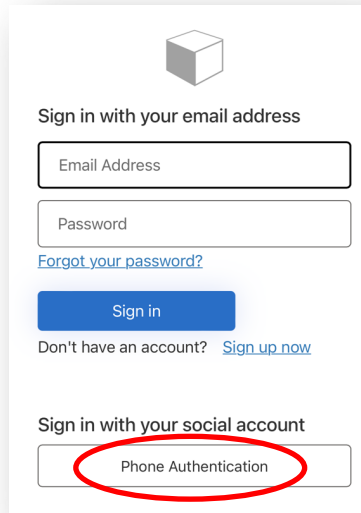 Sign in with your email address
Email Address
Password
Forgot your password?
Sign in
Don't have an account? Sign up now
Sign in with your social account
Phone Authentication